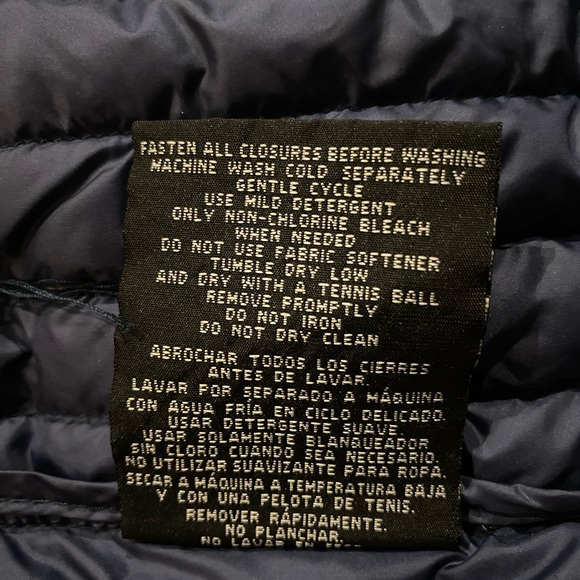 FASTEN ALL CLOSURES BEFORE WASHING
MACHINE WASH COLD SEPARATELY
GENTLE CYCLE
USE MILD DETERGENT
ONLY NON-CHLORINE BLEACH
WHEN NEEDED
DO NOT USE FABRIC SOFTENER
TUMBLE DRY LOW
AND DRY WITH A TENNIS BALL
REMOVE PROMPTLY
DO NOT IRON
DO NOT DRY CLEAN
ABROCHAR TODOS LOS CIERRES
ANTES DE LAVAR.
LAVAR POR SEPARADO A MÁQUINA
CON AGUA FRÍA EN CICLO DELICADO.
USAR DETERGENTE SUAVE.
USAR SOLAMENTE BLANQUEADOR
SIN CLORO CUANDO SEA NECESARIO.
NO UTILIZAR SUAVIZANTE PARA ROPA.
SECAR A MÁQUINA A TEMPERATURA BAJA
Y CON UNA PELOTA DE TENIS.
REMOVER RÁPIDAMENTE.
NO PLANCHAR.
NO LAVAR EN